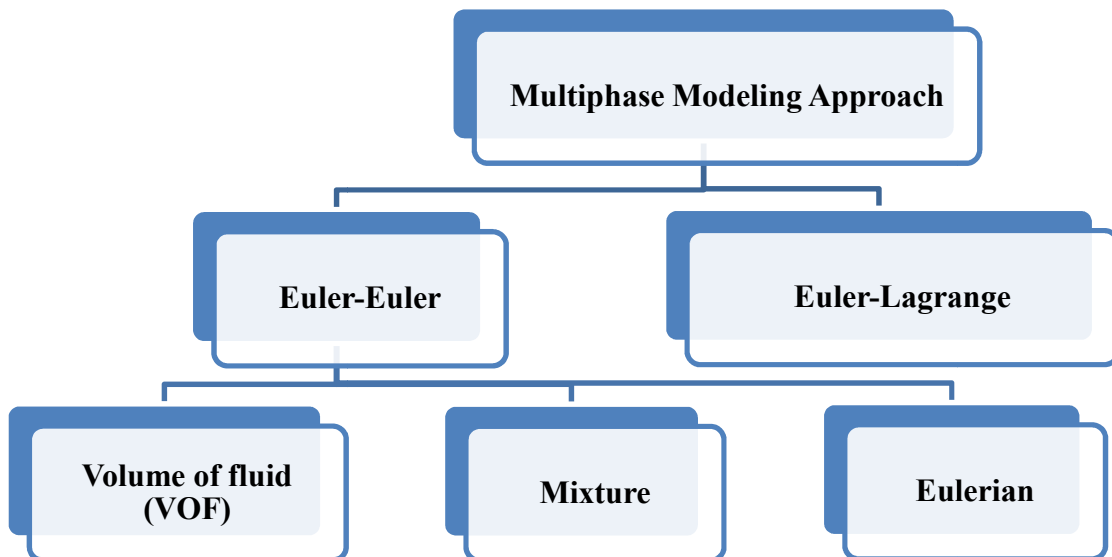 Multiphase Modeling Approach
Euler-Euler
Euler-Lagrange
Volume of fluid
(VOF)
Mixture
Eulerian